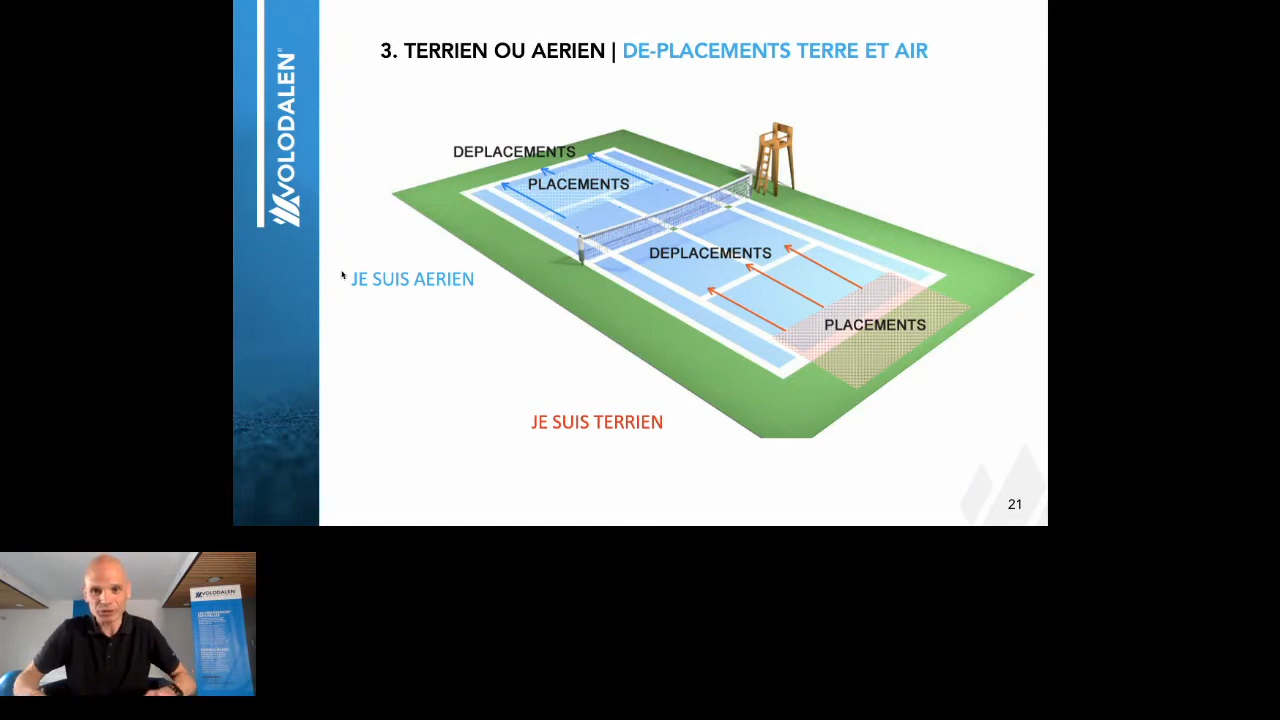 3. TERRIEN OU AERIEN | DE-PLACEMENTS TERRE ET AIR
VOLODALEN®
DEPLACEMENTS
PLACEMENTS
DEPLACEMENTS
JE SUIS AERIEN
PLACEMENTS
JE SUIS TERRIEN
21
VOLODALEN